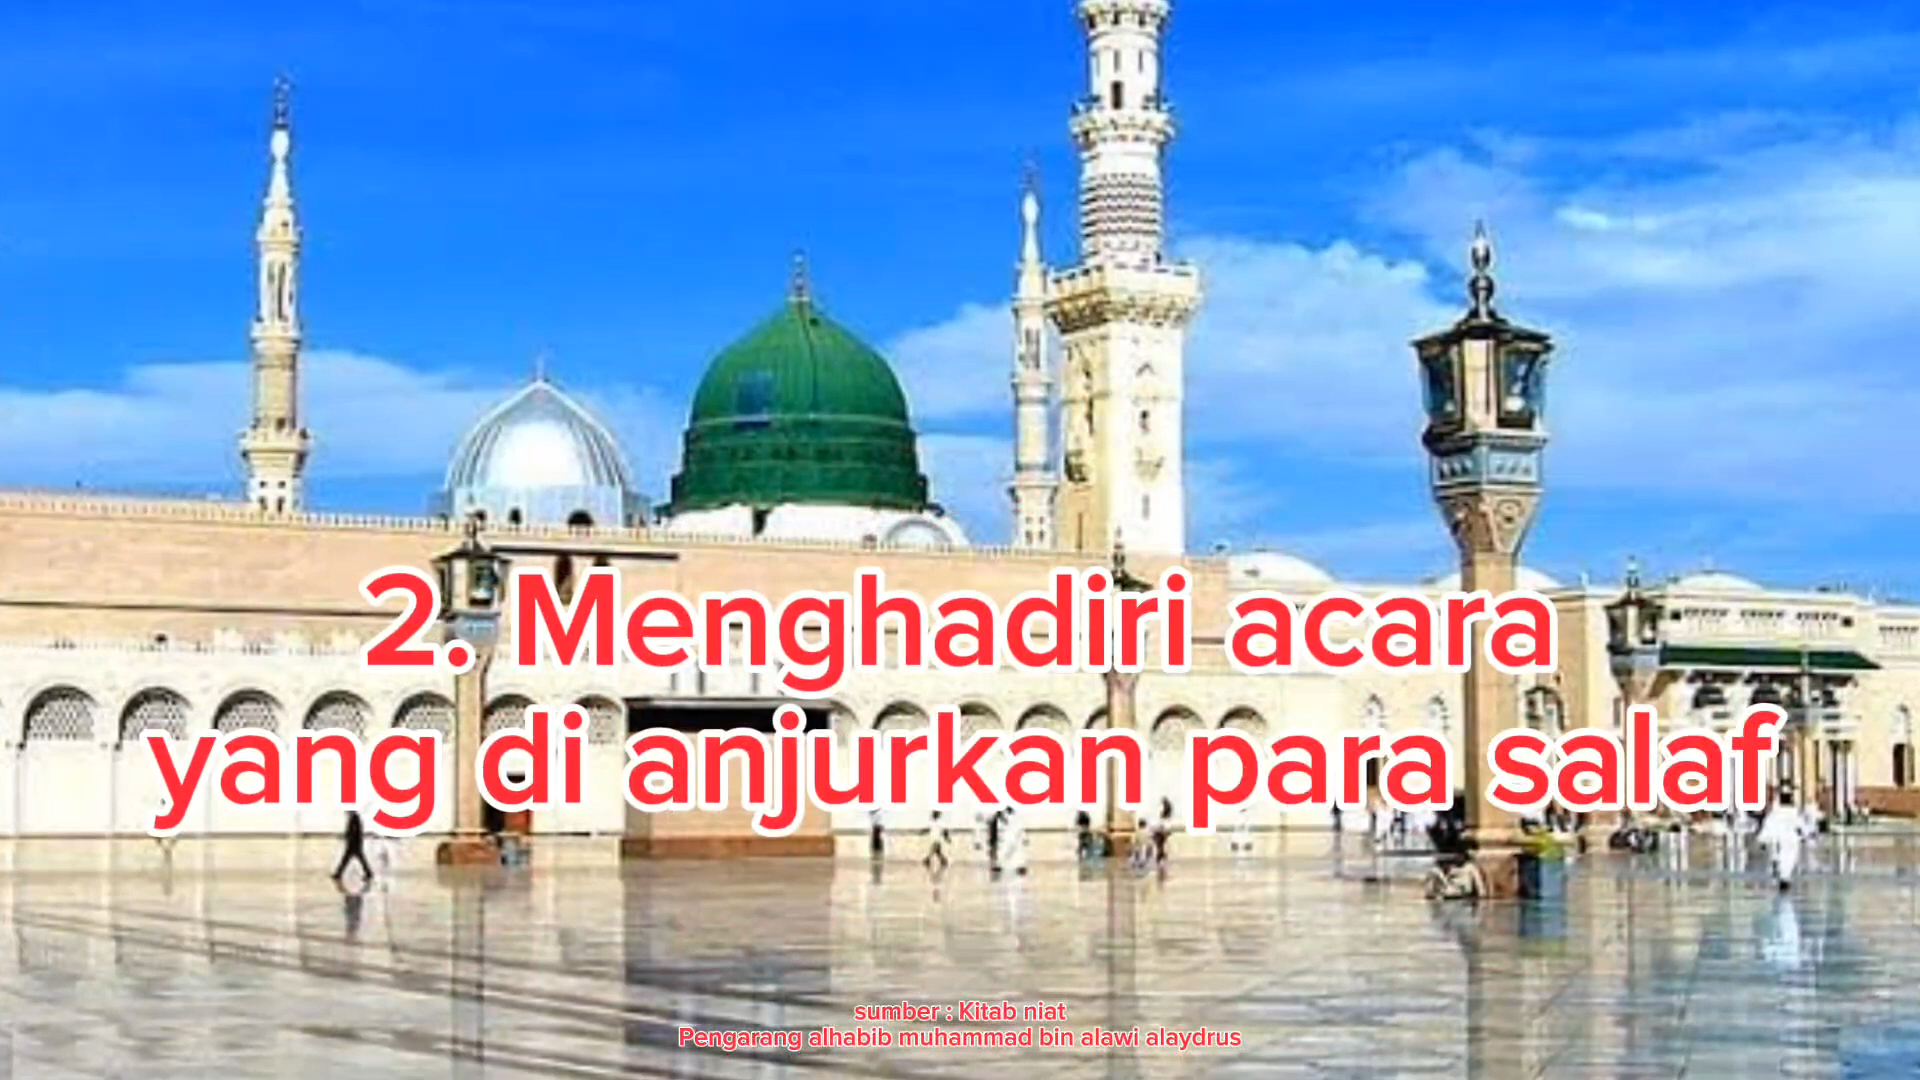 2. Menghadiri acara
yang di anjurkan para salaf
sumber : Kitab niat
Pengarang alhabib muhammad bin alawi alaydrus